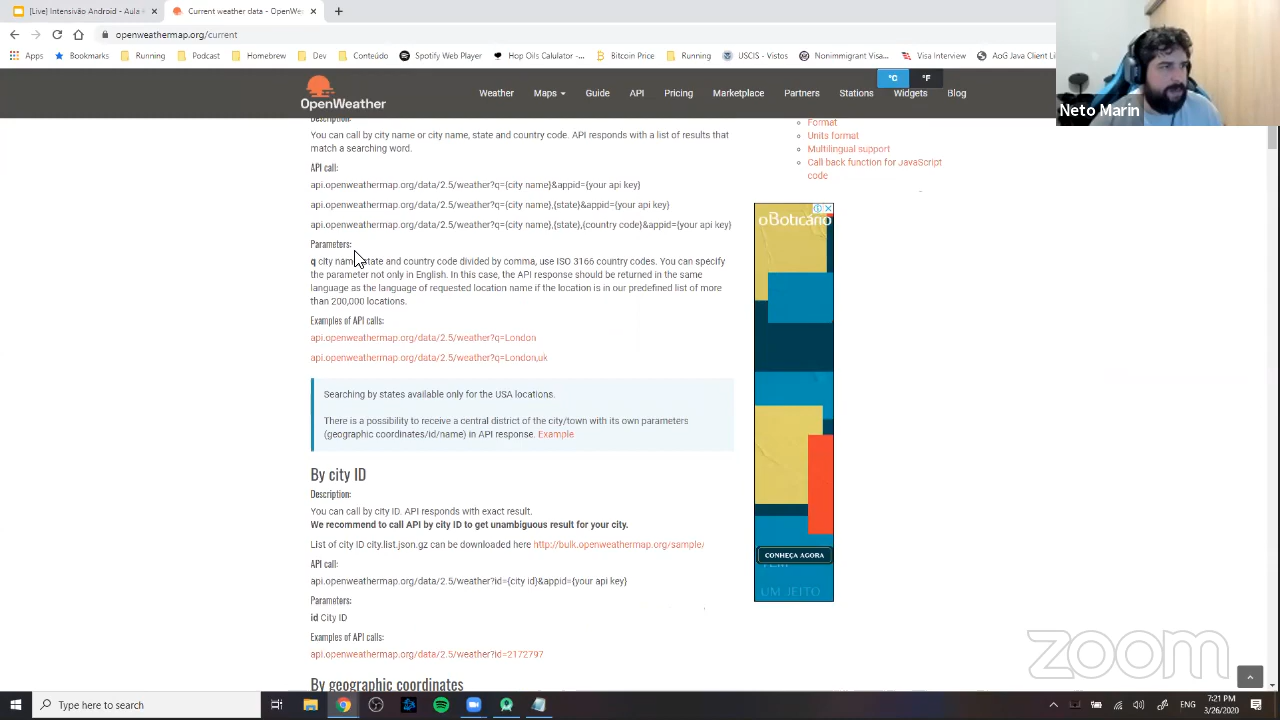 [Live] Intensivão Android - Aula
Current weather data - OpenWea
openweathermap.org/current
Apps
Bookmarks
Running
Podcast
Homebrew
Dev
Conteúdo
Spotify Web Player
Hop Oils Calulator -...
Bitcoin Price
Running
USCIS - Vistos
Nonimmigrant Visa...
Visa Interview
AoG Java Client Li
OpenWeather
Weather
Maps
Guide
API
Pricing
Marketplace
Partners
Stations
Widgets
Blog
°C
°F
Neto Marin
Description:
You can call by city name or city name, state and country code. API responds with a list of results that
match a searching word.
API call:
api.openweathermap.org/data/2.5/weather?q={city name}&appid={your api key}
api.openweathermap.org/data/2.5/weather?q={city name},{state}&appid={your api key}
api.openweathermap.org/data/2.5/weather?q={city name},{state},{country code}&appid={your api key}
Parameters:
q city name, state and country code divided by comma, use ISO 3166 country codes. You can specify
the parameter not only in English. In this case, the API response should be returned in the same
language as the language of requested location name if the location is in our predefined list of more
than 200,000 locations.
Examples of API calls:
api.openweathermap.org/data/2.5/weather?q=London
api.openweathermap.org/data/2.5/weather?q=London,uk
Searching by states available only for the USA locations.
There is a possibility to receive a central district of the city/town with its own parameters
(geographic coordinates/id/name) in API response. Example
By city ID
Description:
You can call by city ID. API responds with exact result.
We recommend to call API by city ID to get unambiguous result for your city.
List of city ID city.list.json.gz can be downloaded here http://bulk.openweathermap.org/sample/
API call:
api.openweathermap.org/data/2.5/weather?id={city id}&appid={your api key}
Parameters:
id City ID
Examples of API calls:
api.openweathermap.org/data/2.5/weather?id=2172797
By geographic coordinates
Format
Units format
Multilingual support
Call back function for JavaScript
code
oBoticário
CONHEÇA AGORA
UM JEITO
zoom
Type here to search
7:21 PM
3/26/2020